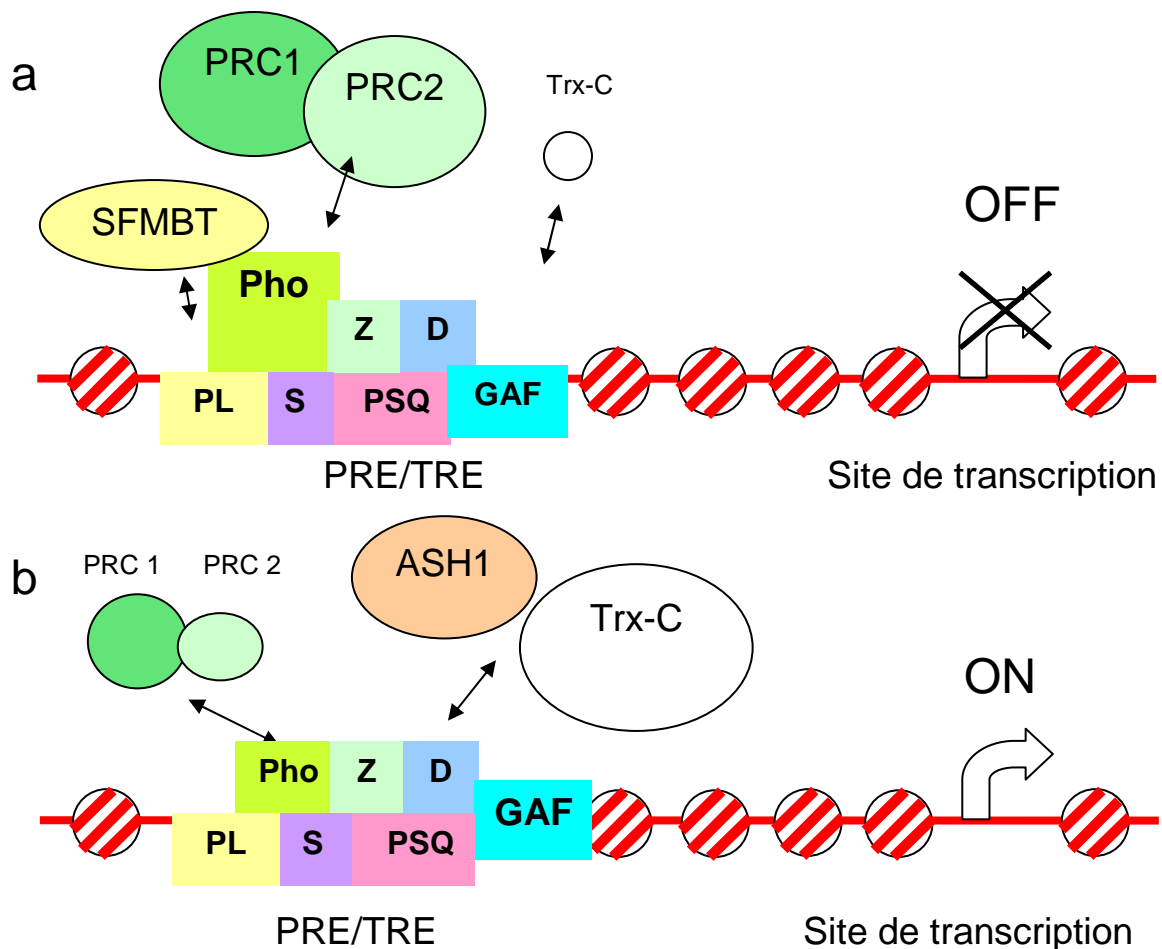 a
PRC1
PRC2
Trx-C
SFMBT
OFF
Pho
Z D
PL S PSQ GAF
PRE/TRE
Site de transcription
b
PRC 1 PRC 2
ASH1
Trx-C
ON
Pho Z D
GAF
PL S PSQ
PRE/TRE
Site de transcription